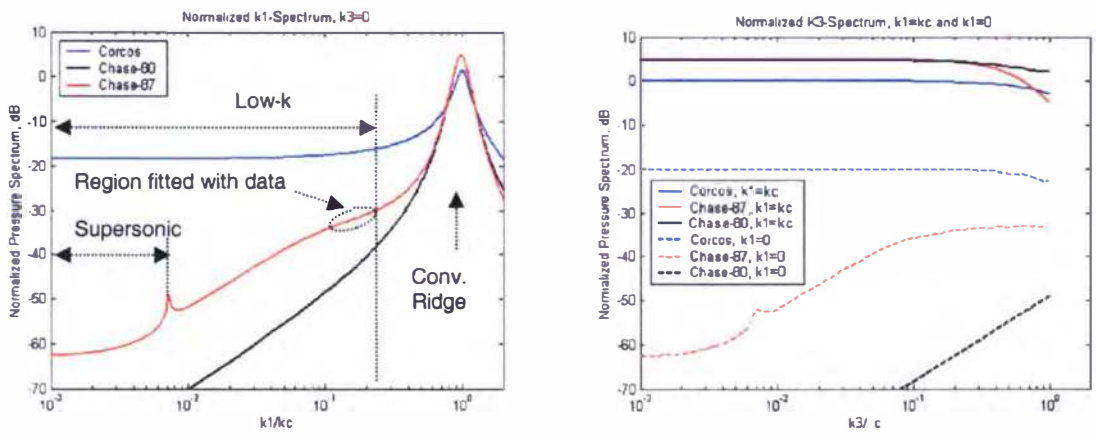 Normalized k1-Spectrum, k3=0
Normalized Pressure Spectrum, dB
10
0
-10
-20
-30
-40
-50
-60
-70
Corcos
Chase-80
Chase-87
Low-k
Region fitted with data
Supersonic
Conv.
Ridge
10⁻³
10⁻²
10⁻¹
10⁰
k1/kc
Normalized K3-Spectrum, k1=kc and k1=0
Normalized Pressure Spectrum, dB
10
0
-10
-20
-30
-40
-50
-60
-70
Corcos, k1=kc
Chase-87, k1=kc
Chase-80, k1=kc
Corcos, k1=0
Chase-87, k1=0
Chase-80, k1=0
10⁻³
10⁻²
10⁻¹
10⁰
k3/ c